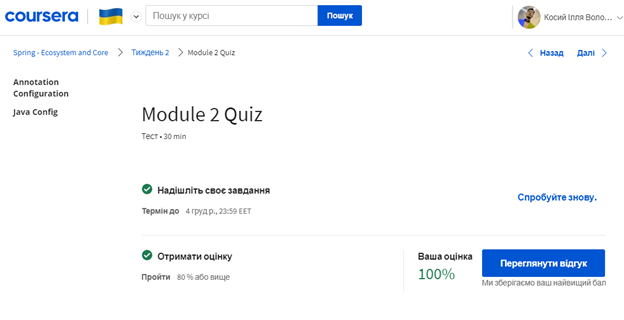 coursera
Пошук у курсі
Пошук
Косий Ілля Воло...
Spring - Ecosystem and Core
Тиждень 2
Module 2 Quiz
Назад
Далі
Annotation
Configuration
Java Config
Module 2 Quiz
Тест • 30 min
Надішліть своє завдання
Термін до 4 груд р., 23:59 EET
Спробуйте знову.
Отримати оцінку
Пройти 80 % або вище
Ваша оцінка
100%
Переглянути відгук
Ми зберігаємо ваш найвищий бал